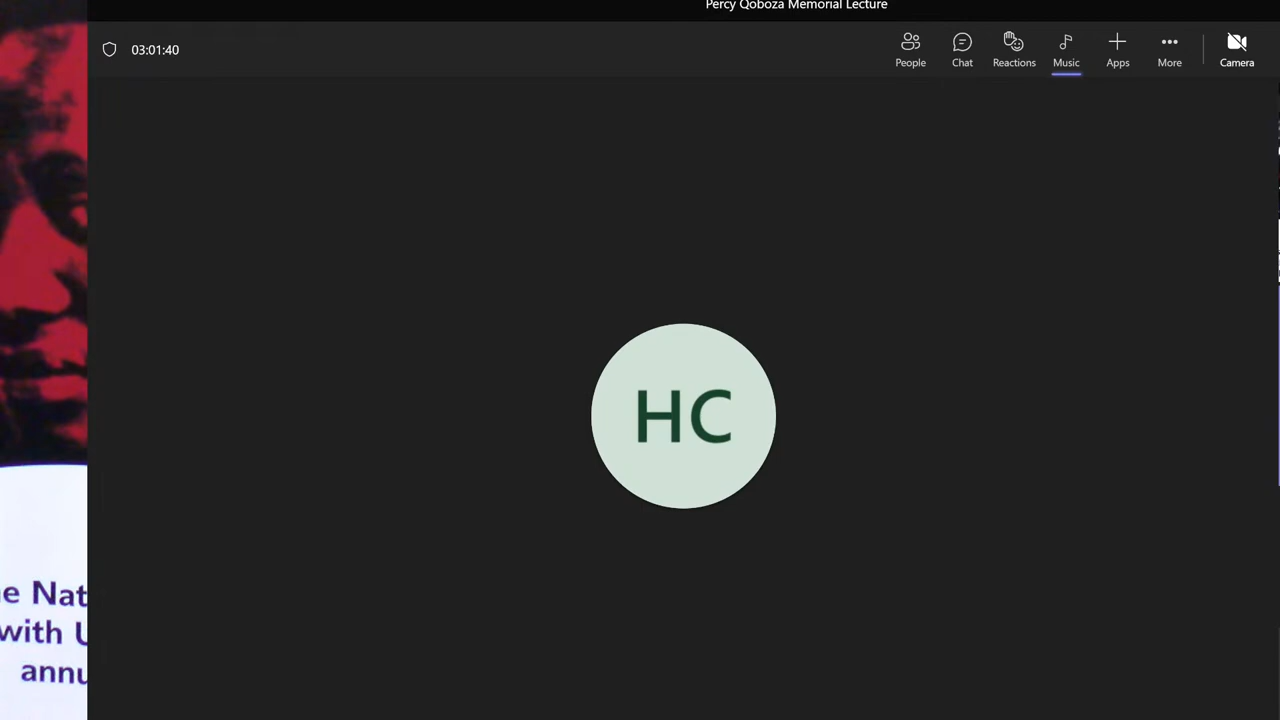 Percy Qoboza Memorial Lecture
03:01:40
People
Chat
Reactions
Music
Apps
More
Camera
HC
e Nat
with U
annu